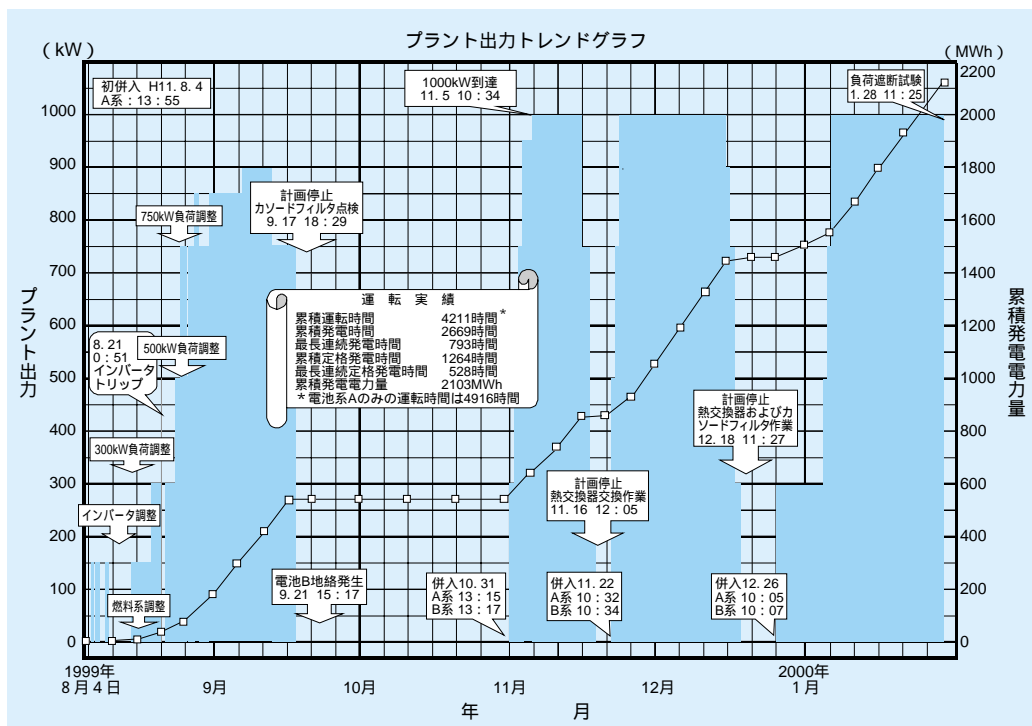 プラント出力トレンドグラフ
(kW)
(MWh)
初併入 H11. 8. 4
A系：13：55
1000kW到達
11. 5 10：34
負荷遮断試験
1. 28 11：25
750kW負荷調整
計画停止
カソードフィルタ点検
9. 17 18：29
8. 21
0：51
インバータ
トリップ
500kW負荷調整
運転実績
累積運転時間 4211時間*
累積発電時間 2669時間
最長連続発電時間 793時間
累積定格発電時間 1264時間
最長連続定格発電時間 528時間
累積発電電力量 2103MWh
*電池系Aのみの運転時間は4916時間
300kW負荷調整
計画停止
熱交換器およびカ
ソードフィルタ作業
12. 18 11：27
インバータ調整
計画停止
熱交換器交換作業
11. 16 12：05
燃料系調整
電池B地絡発生
9. 21 15：17
併入10. 31
A系 13：15
B系 13：17
併入11. 22
A系 10：32
B系 10：34
併入12. 26
A系 10：05
B系 10：07
プラント出力
1000
900
800
700
600
500
400
300
200
100
0
累積発電電力量
2200
2000
1800
1600
1400
1200
1000
800
600
400
200
0
1999年
8月4日
9月
10月
11月
12月
2000年
1月
年 月